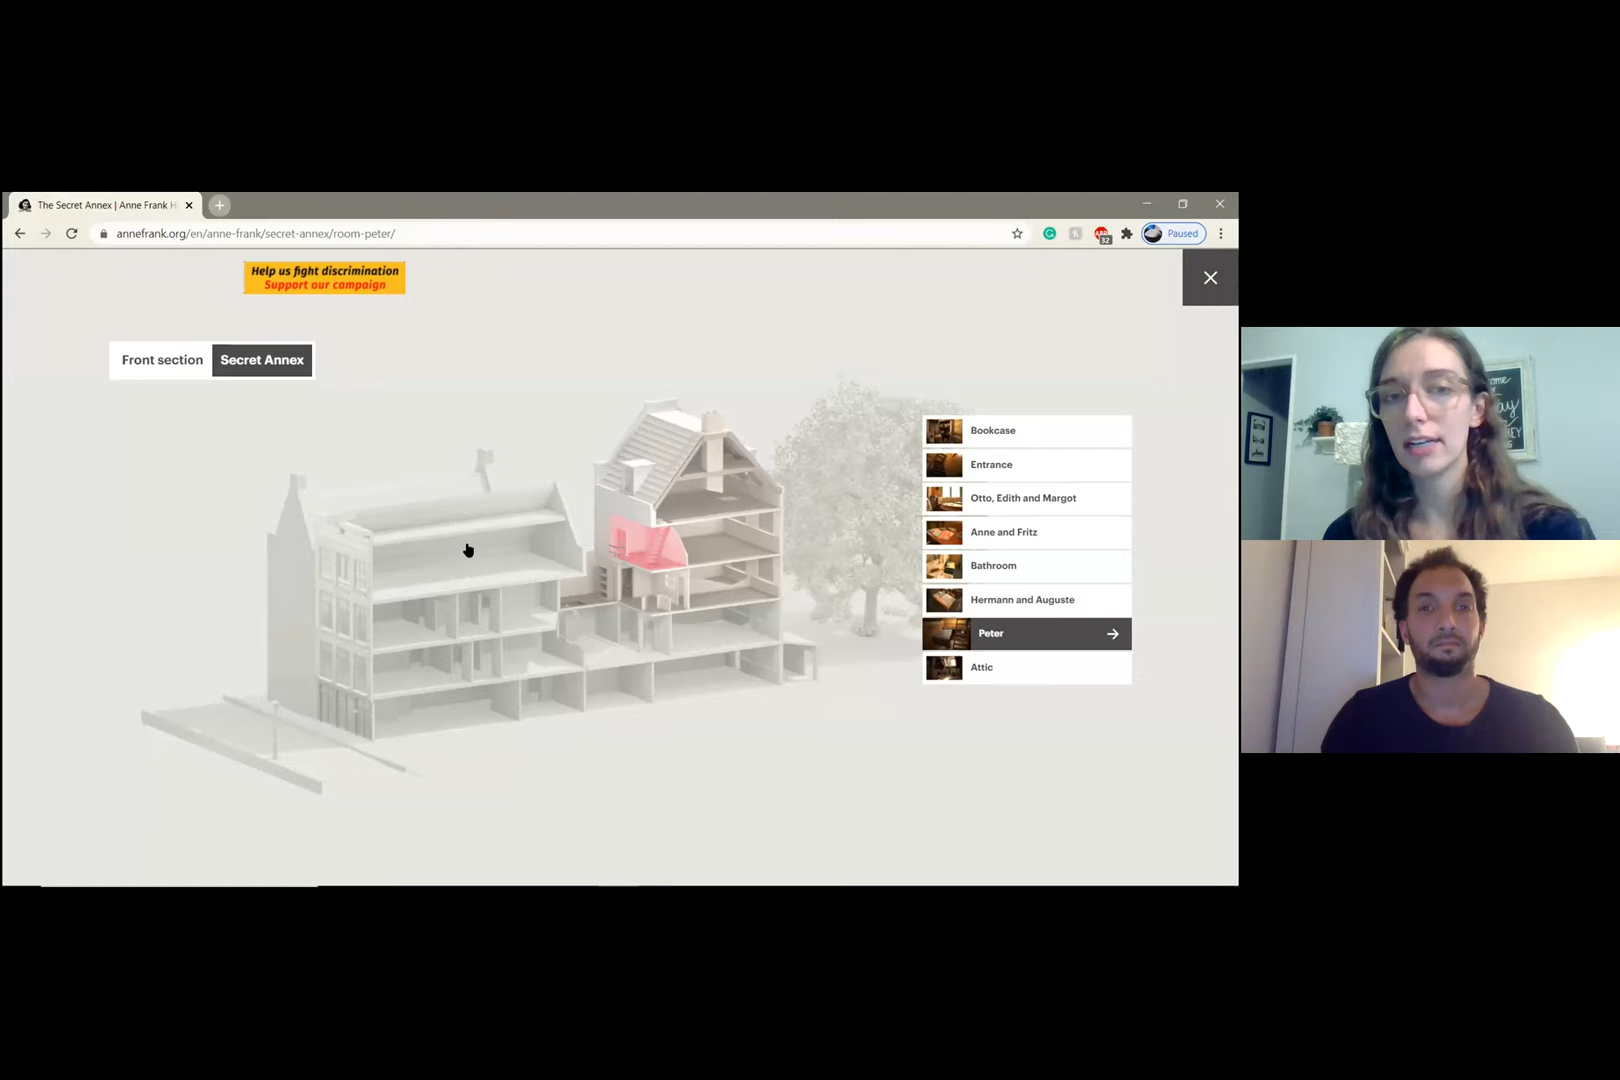 The Secret Annex | Anne Frank H
annefrank.org/en/anne-frank/secret-annex/room-peter/
32
Paused
Help us fight discrimination
Support our campaign
Front section
Secret Annex
Bookcase
Entrance
Otto, Edith and Margot
Anne and Fritz
Bathroom
Hermann and Auguste
Peter
Attic